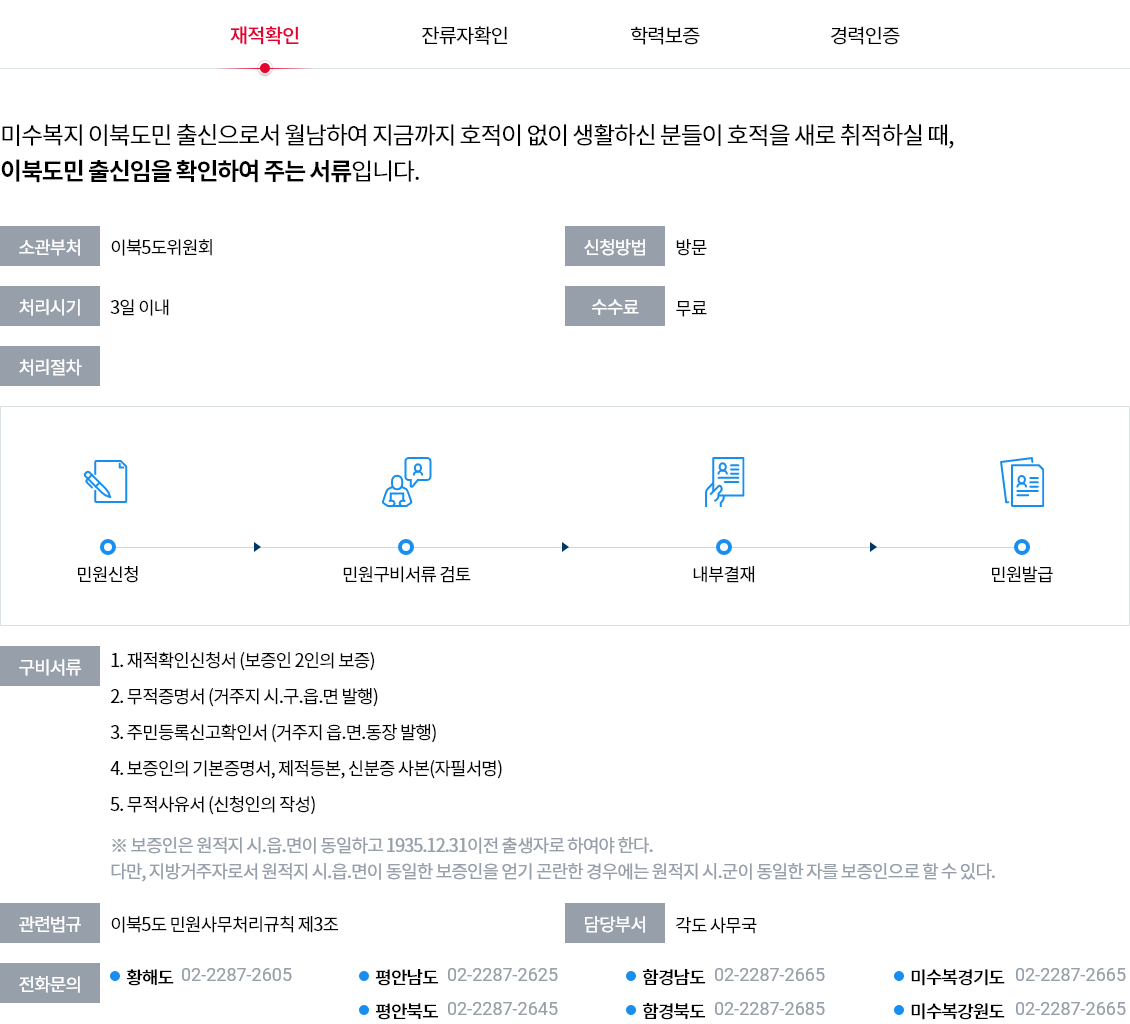 재적확인 잔류자확인 학력보증 경력인증
미수복지 이북도민 출신으로서 월남하여 지금까지 호적이 없이 생활하신 분들이 호적을 새로 취적하실 때,
이북도민 출신임을 확인하여 주는 서류입니다.
소관부처 이북5도위원회 신청방법 방문
처리시기 3일 이내 수수료 무료
처리절차
민원신청 민원구비서류 검토 내부결재 민원발급
구비서류 1. 재적확인신청서 (보증인 2인의 보증)
2. 무적증명서 (거주지 시.구.읍.면 발행)
3. 주민등록신고확인서 (거주지 읍.면.동장 발행)
4. 보증인의 기본증명서, 제적등본, 신분증 사본(자필서명)
5. 무적사유서 (신청인의 작성)
※ 보증인은 원적지 시.읍.면이 동일하고 1935.12.31이전 출생자로 하여야 한다.
다만, 지방거주자로서 원적지 시.읍.면이 동일한 보증인을 얻기 곤란한 경우에는 원적지 시.군이 동일한 자를 보증인으로 할 수 있다.
관련법규 이북5도 민원사무처리규칙 제3조 담당부서 각도 사무국
전화문의 황해도 02-2287-2605 평안남도 02-2287-2625 함경남도 02-2287-2665 미수복경기도 02-2287-2665
평안북도 02-2287-2645 함경북도 02-2287-2685 미수복강원도 02-2287-2665